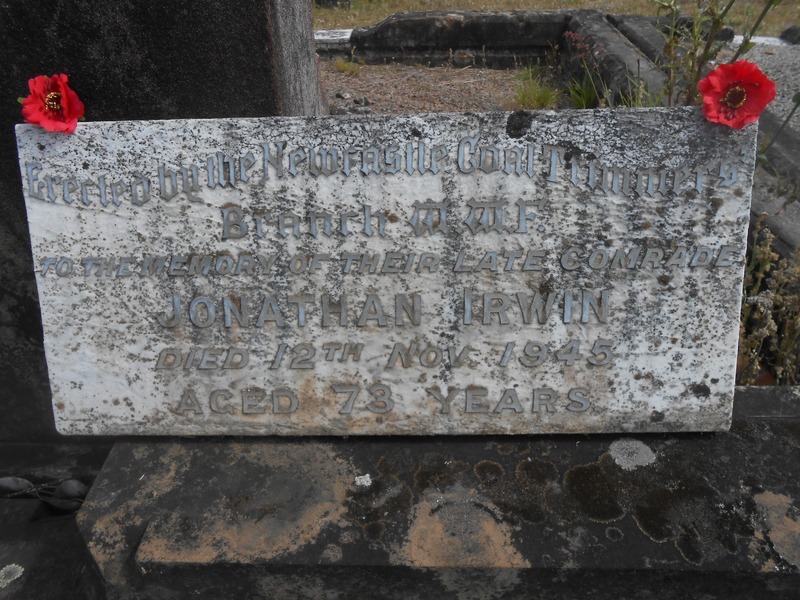 Erected by the Newcastle Coal Trimmers
Branch W.W.F.
TO THE MEMORY OF THEIR LATE COMRADE
JONATHAN IRWIN
DIED 12TH NOV. 1945
AGED 73 YEARS